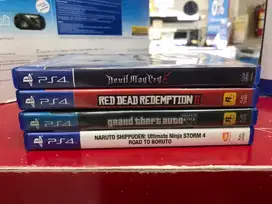 PS4 Devil May Cry 5
PS4 RED DEAD REDEMPTION II
PS4 grand theft auto
PS4 NARUTO SHIPPUDEN: Ultimate Ninja STORM 4
ROAD TO BORUTO